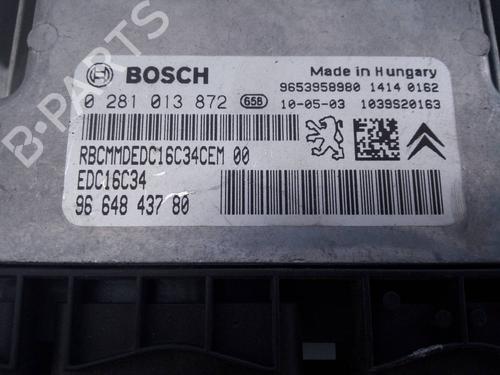 BOSCH
Made in Hungary
9653958980 1414 0162
0 281 013 872 658
10-05-03 1039S20163
RBCMMDEDC16C34CEM 00
EDC16C34
96 648 437 80
B-PARTS